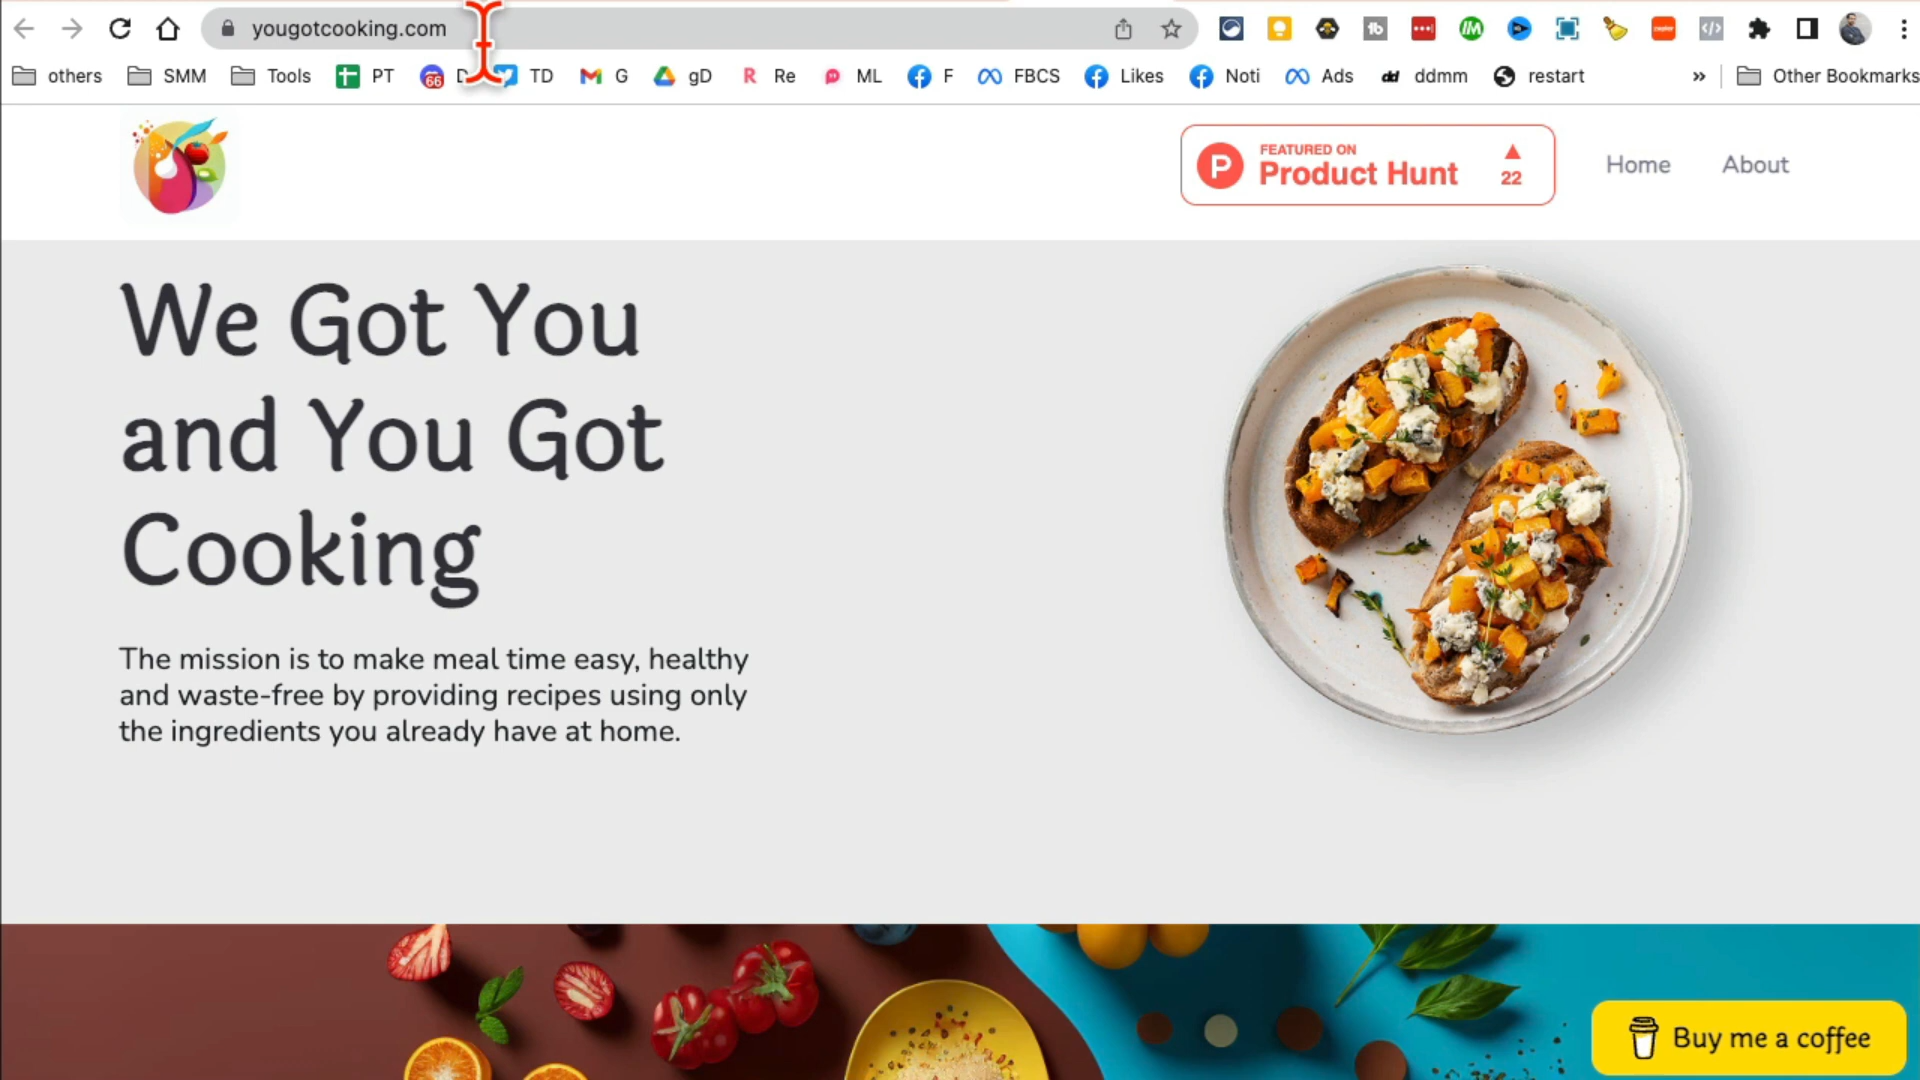 yougotcooking.com
others
SMM
Tools
PT
66
TD
G
gD
R Re
ML
F
FBCS
Likes
Noti
Ads
dd ddmm
restart
»
Other Bookmarks
P FEATURED ON
Product Hunt
22
Home
About
We Got You
and You Got
Cooking
The mission is to make meal time easy, healthy
and waste-free by providing recipes using only
the ingredients you already have at home.
Buy me a coffee